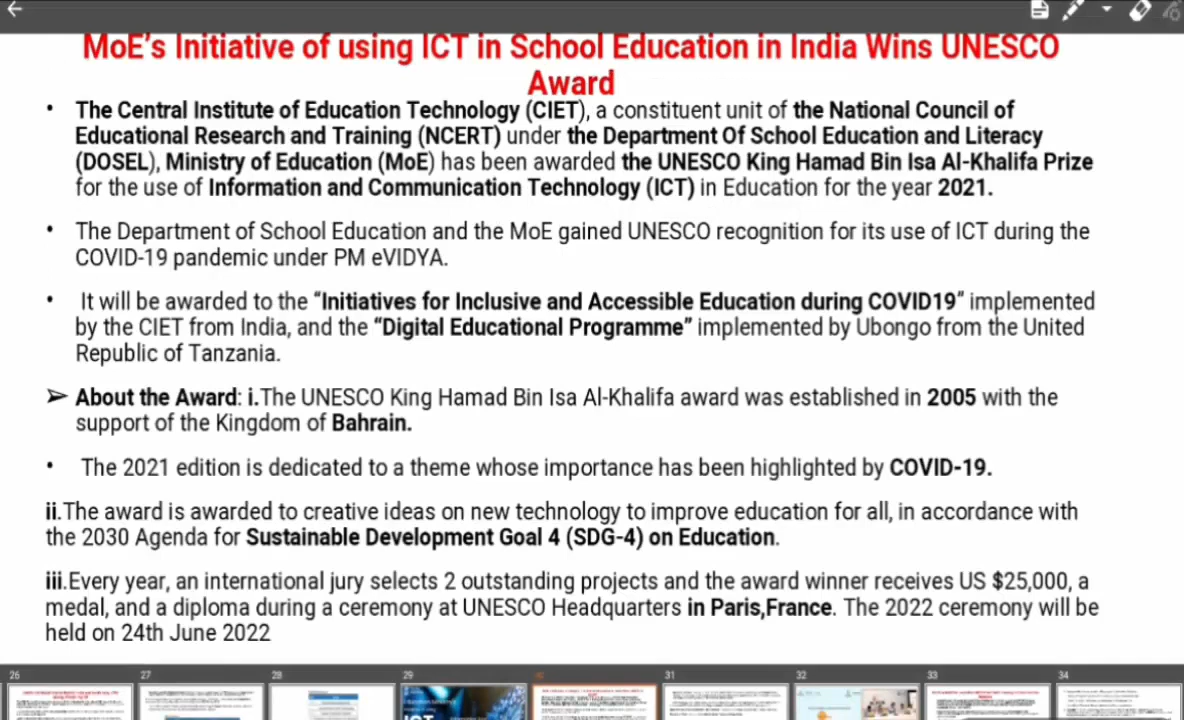 MoE's Initiative of using ICT in School Education in India Wins UNESCO
Award
• The Central Institute of Education Technology (CIET), a constituent unit of the National Council of
Educational Research and Training (NCERT) under the Department Of School Education and Literacy
(DOSEL), Ministry of Education (MoE) has been awarded the UNESCO King Hamad Bin Isa Al-Khalifa Prize
for the use of Information and Communication Technology (ICT) in Education for the year 2021.
• The Department of School Education and the MoE gained UNESCO recognition for its use of ICT during the
COVID-19 pandemic under PM eVIDYA.
• It will be awarded to the “Initiatives for Inclusive and Accessible Education during COVID19” implemented
by the CIET from India, and the “Digital Educational Programme” implemented by Ubongo from the United
Republic of Tanzania.
➢ About the Award: i.The UNESCO King Hamad Bin Isa Al-Khalifa award was established in 2005 with the
support of the Kingdom of Bahrain.
• The 2021 edition is dedicated to a theme whose importance has been highlighted by COVID-19.
ii.The award is awarded to creative ideas on new technology to improve education for all, in accordance with
the 2030 Agenda for Sustainable Development Goal 4 (SDG-4) on Education.
iii.Every year, an international jury selects 2 outstanding projects and the award winner receives US $25,000, a
medal, and a diploma during a ceremony at UNESCO Headquarters in Paris,France. The 2022 ceremony will be
held on 24th June 2022
26 27 28 29 31 32 33 34
ICT